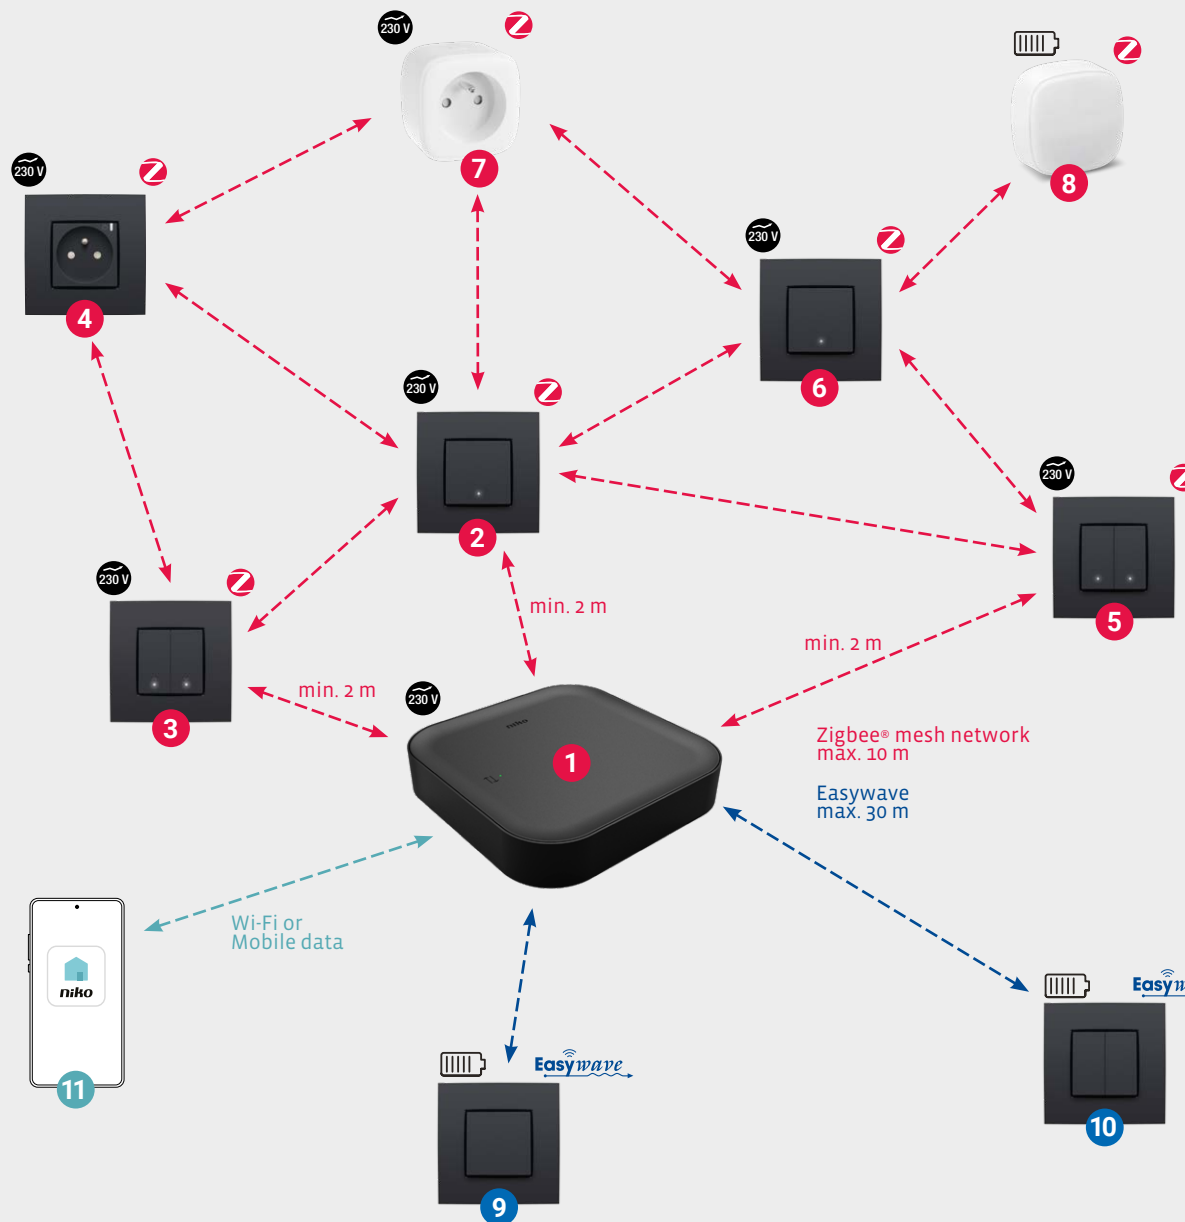 230 V
7
230 V
4
8
230 V
6
230 V
2
230 V
5
230 V
3
min. 2 m
min. 2 m
min. 2 m
230 V
niko
1
Zigbee® mesh network
max. 10 m
Easywave
max. 30 m
Wi-Fi or
Mobile data
niko
11
Easywave
9
Easyw
10